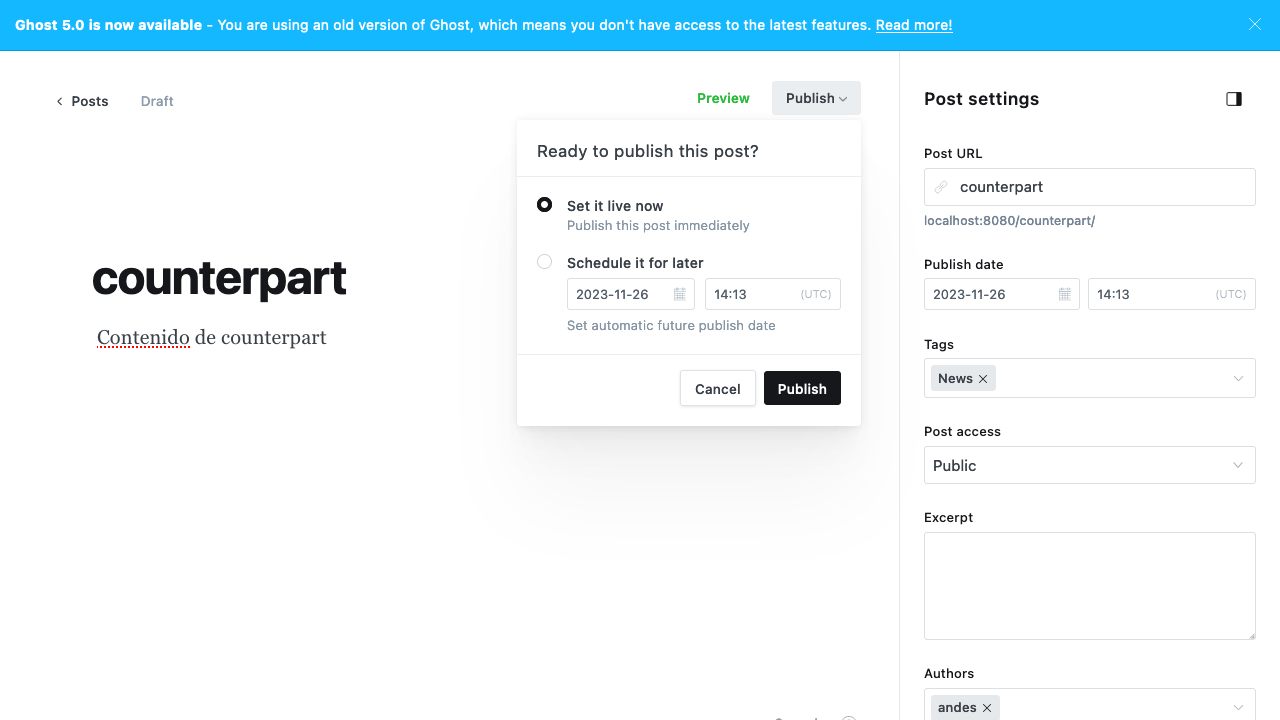 Ghost 5.0 is now available - You are using an old version of Ghost, which means you don't have access to the latest features. Read more!
Posts
Draft
Preview
Publish
Ready to publish this post?
Set it live now
Publish this post immediately
Schedule it for later
2023-11-26
14:13
(UTC)
Set automatic future publish date
Cancel
Publish
counterpart
Contenido de counterpart
Post settings
Post URL
counterpart
localhost:8080/counterpart/
Publish date
2023-11-26
14:13
(UTC)
Tags
News
Post access
Public
Excerpt
Authors
andes